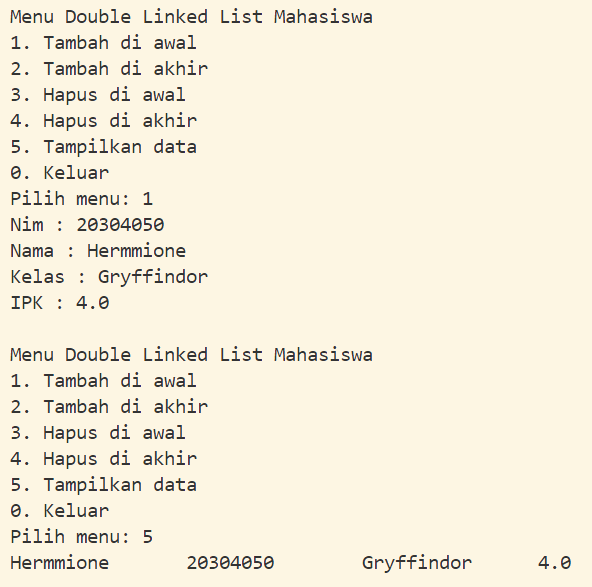 Menu Double Linked List Mahasiswa
1. Tambah di awal
2. Tambah di akhir
3. Hapus di awal
4. Hapus di akhir
5. Tampilkan data
0. Keluar
Pilih menu: 1
Nim : 20304050
Nama : Hermmione
Kelas : Gryffindor
IPK : 4.0

Menu Double Linked List Mahasiswa
1. Tambah di awal
2. Tambah di akhir
3. Hapus di awal
4. Hapus di akhir
5. Tampilkan data
0. Keluar
Pilih menu: 5
Hermmione 20304050 Gryffindor 4.0